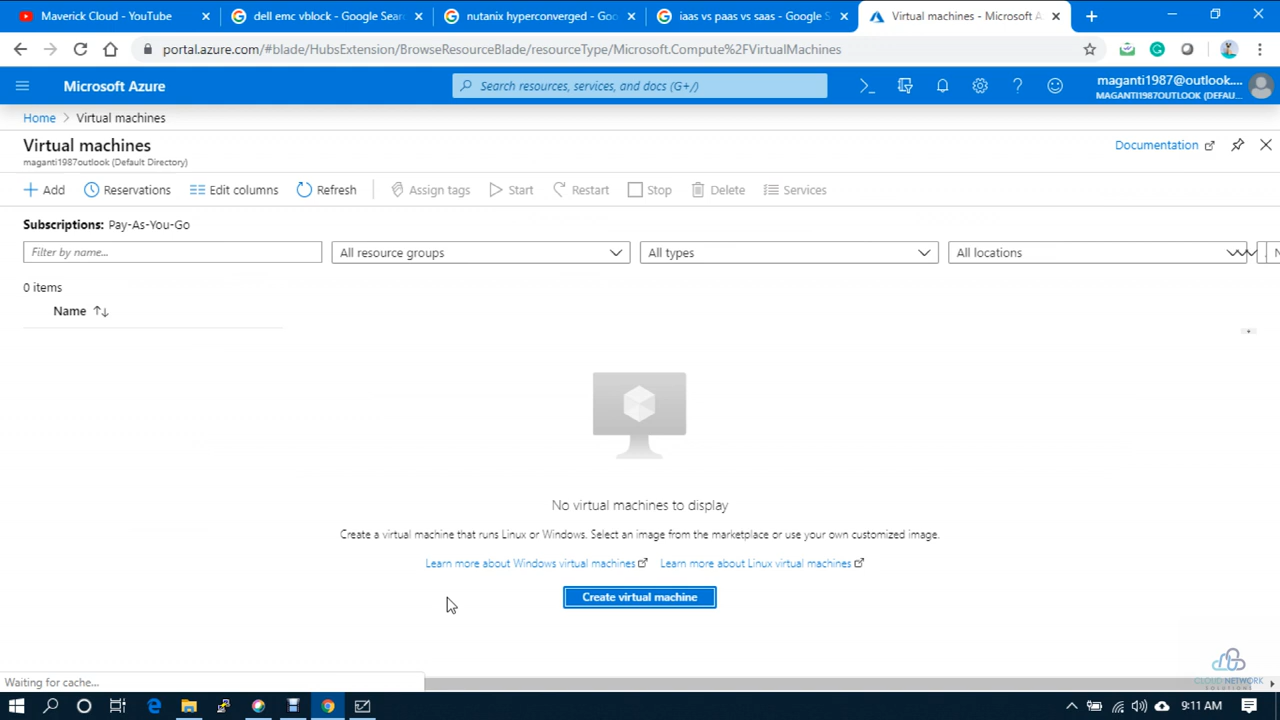 Maverick Cloud - YouTube
dell emc vblock - Google Sear
nutanix hyperconverged - Goo
iaas vs paas vs saas - Google S
Virtual machines - Microsoft A
portal.azure.com/#blade/HubsExtension/BrowseResourceBlade/resourceType/Microsoft.Compute%2FVirtualMachines
Microsoft Azure
Search resources, services, and docs (G+/)
maganti1987@outlook....
MAGANTI1987OUTLOOK (DEFAU...
Home > Virtual machines
Virtual machines
maganti1987outlook (Default Directory)
Documentation
Add
Reservations
Edit columns
Refresh
Assign tags
Start
Restart
Stop
Delete
Services
Subscriptions: Pay-As-You-Go
Filter by name...
All resource groups
All types
All locations
N
0 items
Name
No virtual machines to display
Create a virtual machine that runs Linux or Windows. Select an image from the marketplace or use your own customized image.
Learn more about Windows virtual machines
Learn more about Linux virtual machines
Create virtual machine
Waiting for cache...
CLOUD NETWORK
SOLUTIONS
9:11 AM